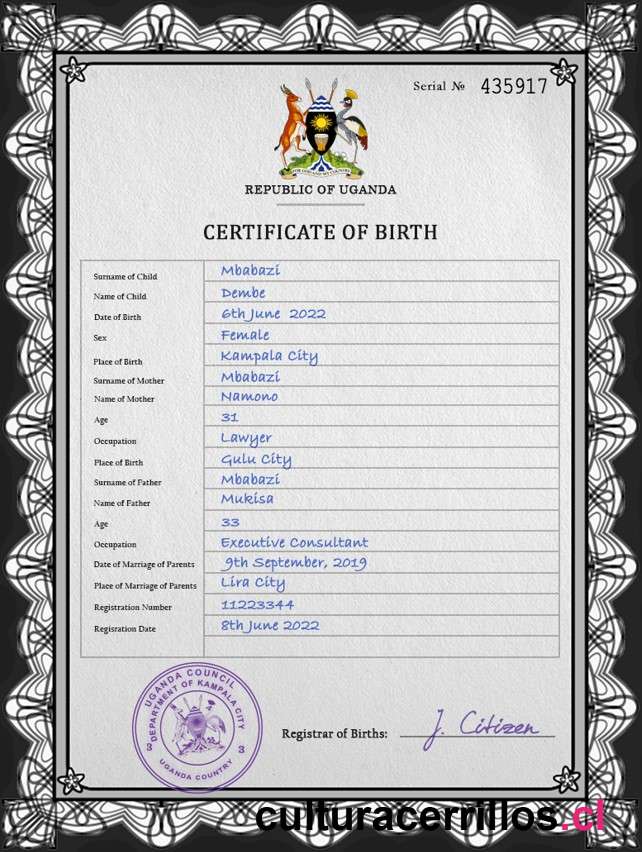 Serial № 435917
FOR GOD AND MY COUNTRY
REPUBLIC OF UGANDA
CERTIFICATE OF BIRTH
Surname of Child Mbabazi
Name of Child Dembe
Date of Birth 6th June 2022
Sex Female
Place of Birth Kampala City
Surname of Mother Mbabazi
Name of Mother Namono
Age 31
Occupation Lawyer
Place of Birth Gulu City
Surname of Father Mbabazi
Name of Father Mukisa
Age 33
Occupation Executive Consultant
Date of Marriage of Parents 9th September, 2019
Place of Marriage of Parents Lira City
Registration Number 11223344
Regisration Date 8th June 2022
UGANDA COUNCIL
DEPARTMENT OF KAMPALA CITY
3 3
UGANDA COUNTRY
Registrar of Births: J. Citizen
culturacerrillos.cl